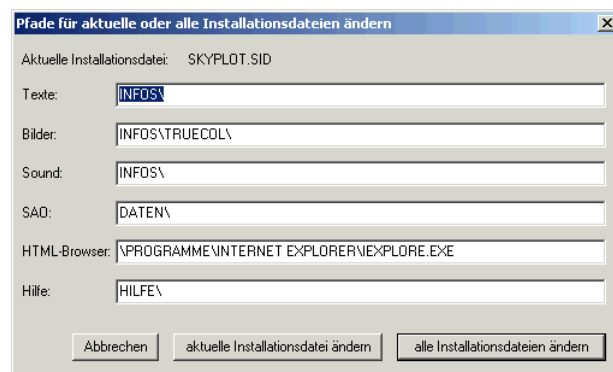 Pfade für aktuelle oder alle Installationsdateien ändern
Aktuelle Installationsdatei: SKYPLOT.SID
Texte: INFOS\
Bilder: INFOS\TRUECOL\
Sound: INFOS\
SAO: DATEN\
HTML-Browser: \PROGRAMME\INTERNET EXPLORER\IEXPLORE.EXE
Hilfe: HILFE\
Abbrechen aktuelle Installationsdatei ändern alle Installationsdateien ändern